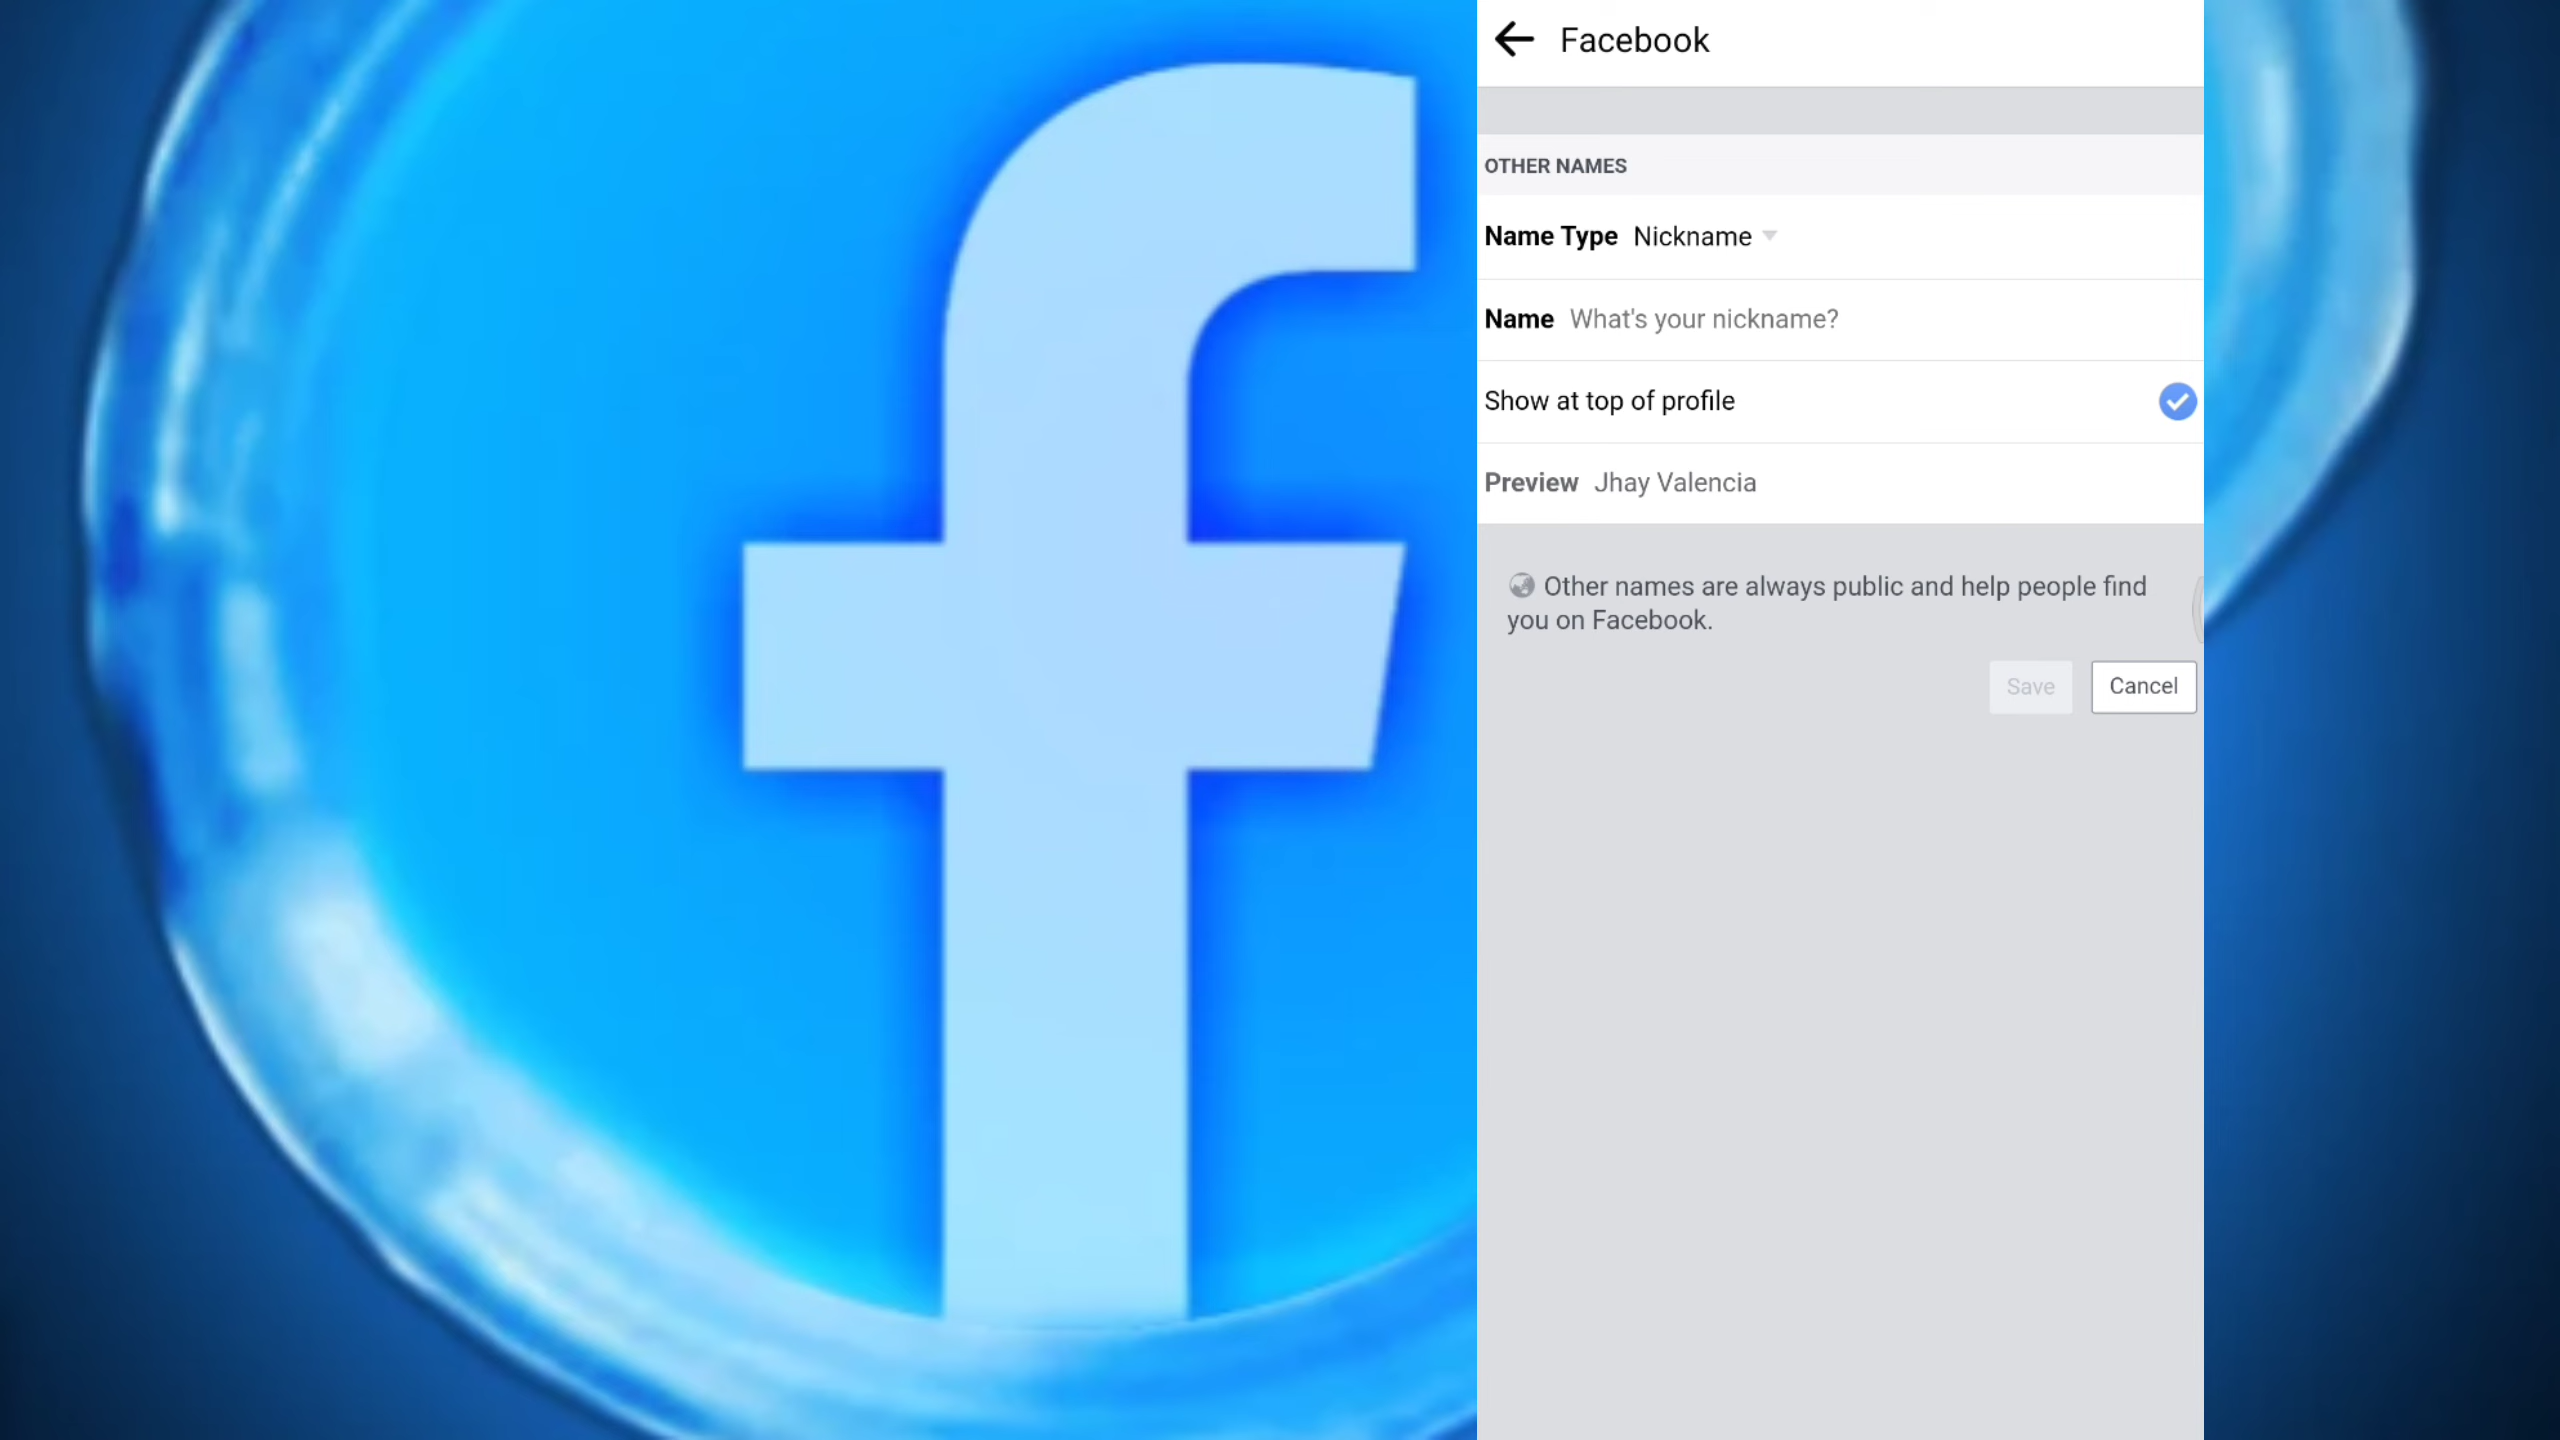 Facebook
OTHER NAMES
Name Type Nickname
Name What's your nickname?
Show at top of profile
Preview Jhay Valencia
Other names are always public and help people find
you on Facebook.
Save Cancel